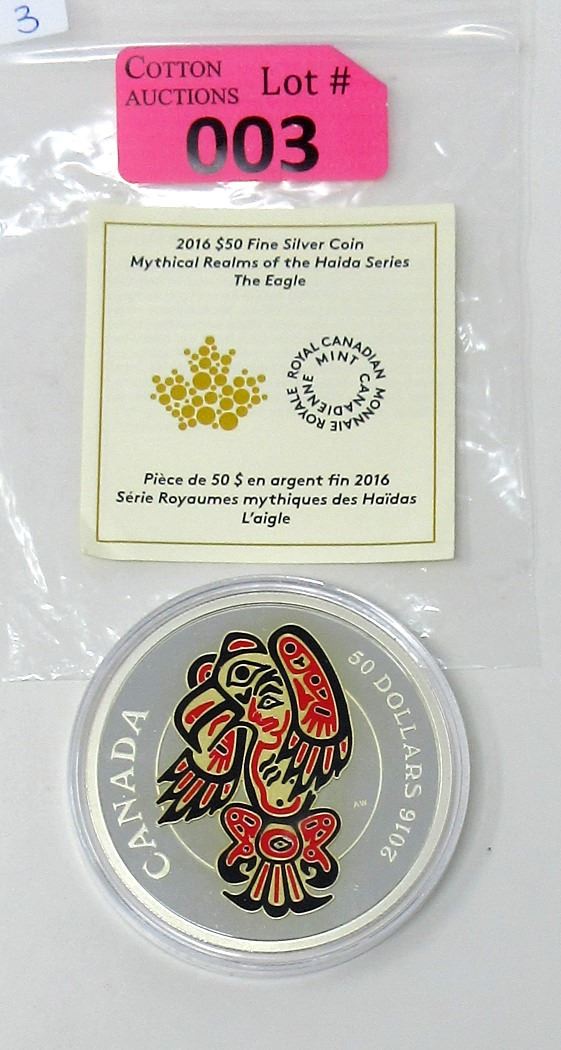 3
COTTON AUCTIONS Lot #
003
2016 $50 Fine Silver Coin
Mythical Realms of the Haida Series
The Eagle
ROYAL CANADIAN MINT
MONNAIE ROYALE CANADIENNE
Pièce de 50 $ en argent fin 2016
Série Royaumes mythiques des Haïdas
L'aigle
CANADA
50 DOLLARS 2016
AW